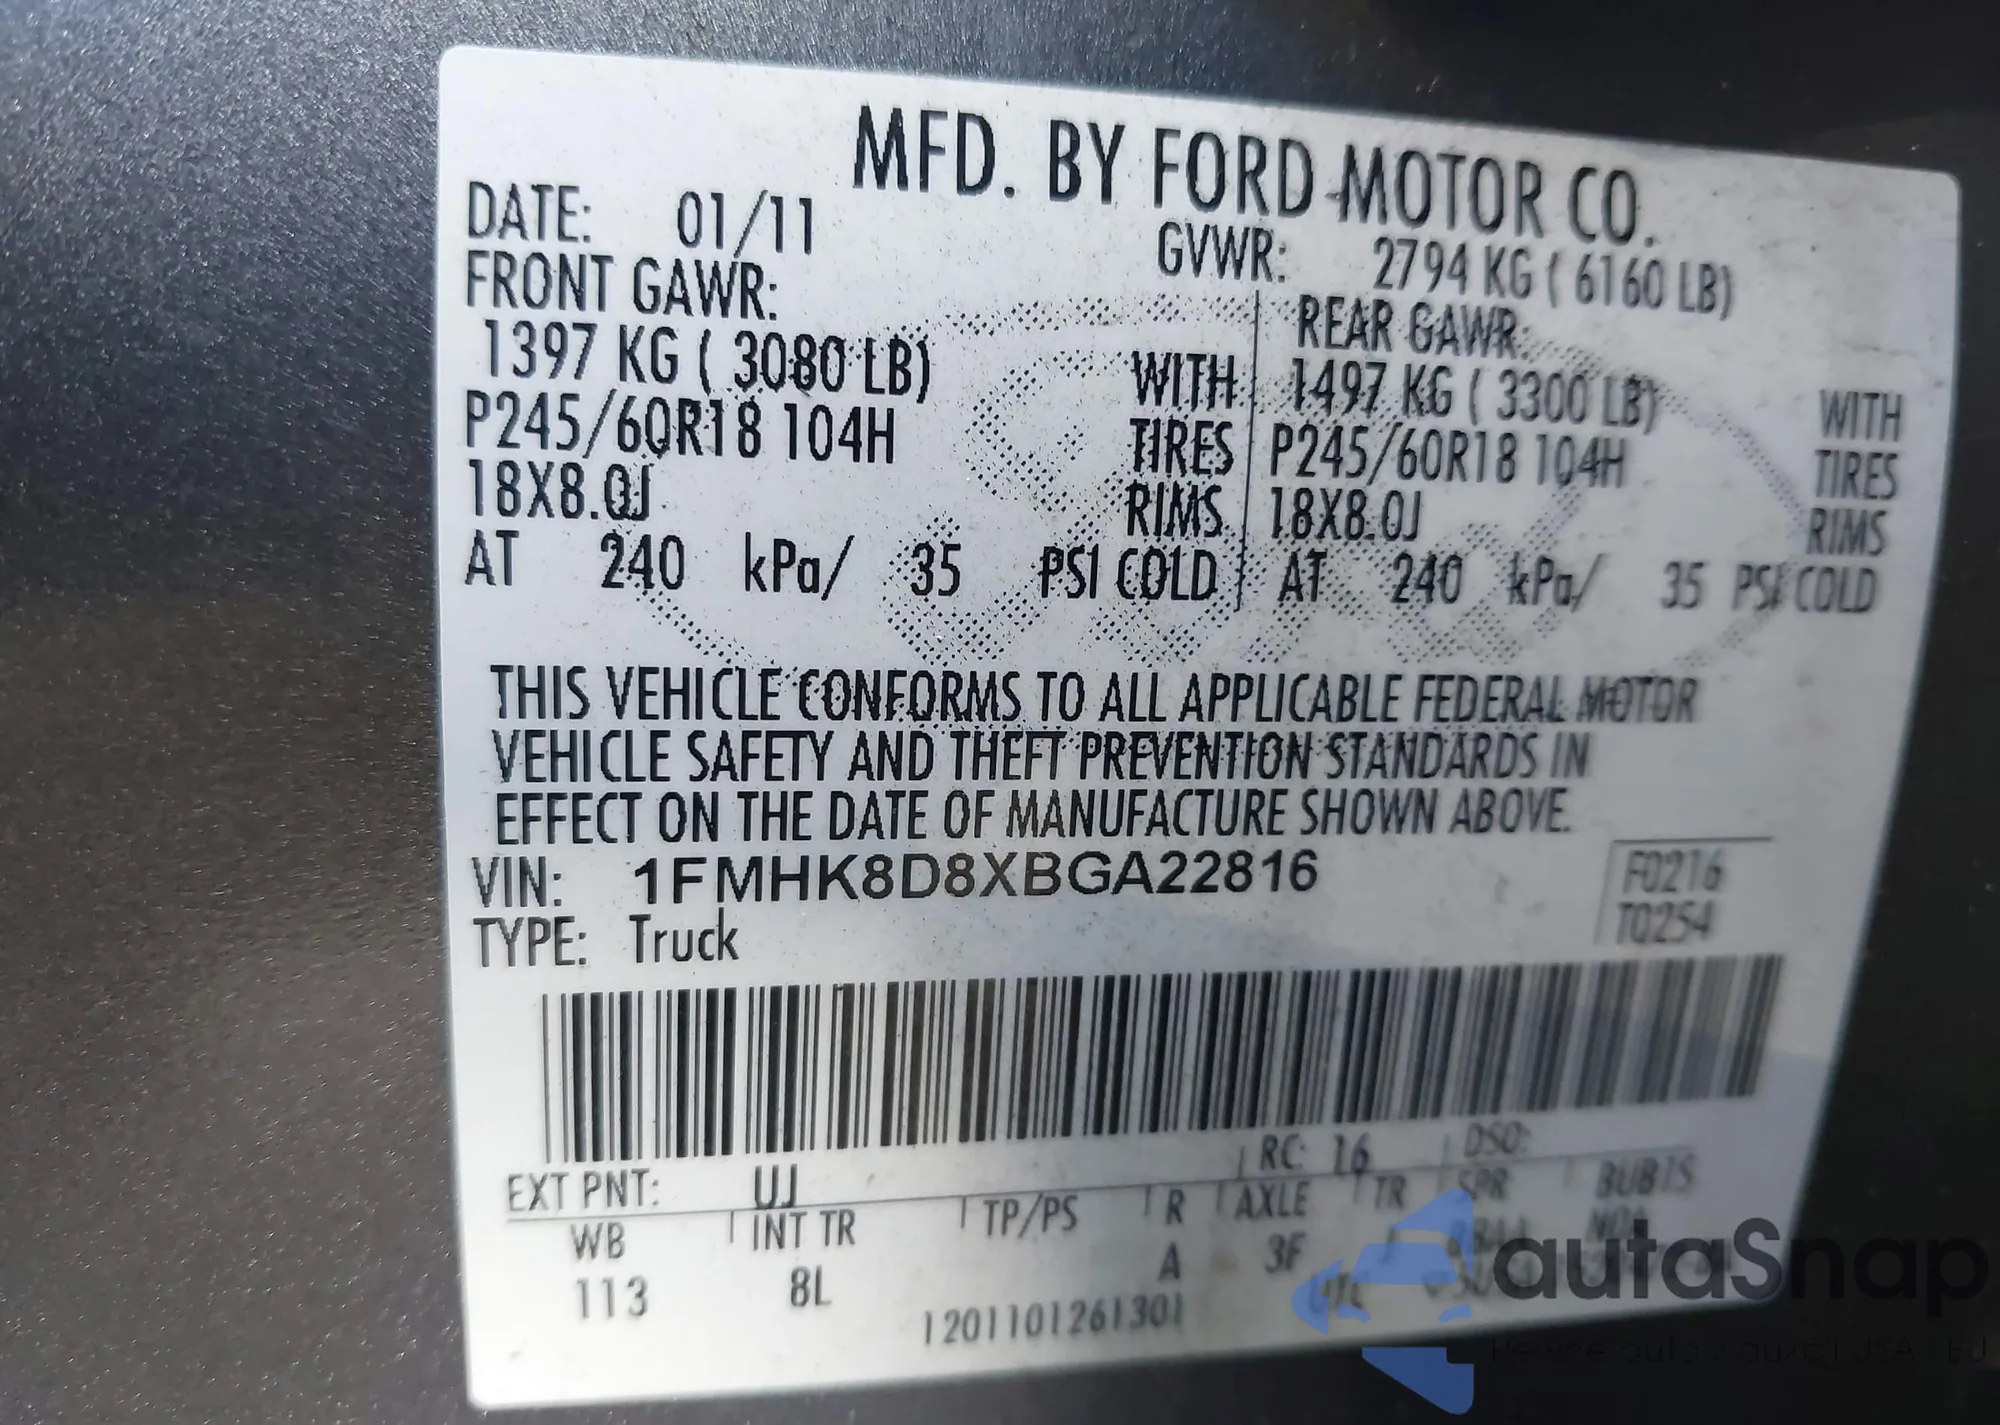 MFD. BY FORD MOTOR CO.
DATE: 01/11 GVWR: 2794 KG ( 6160 LB)
FRONT GAWR: REAR GAWR:
1397 KG ( 3080 LB) WITH 1497 KG ( 3300 LB) WITH
P245/60R18 104H TIRES P245/60R18 104H TIRES
18X8.0J RIMS 18X8.0J RIMS
AT 240 kPa/ 35 PSI COLD AT 240 kPa/ 35 PSI COLD
THIS VEHICLE CONFORMS TO ALL APPLICABLE FEDERAL MOTOR
VEHICLE SAFETY AND THEFT PREVENTION STANDARDS IN
EFFECT ON THE DATE OF MANUFACTURE SHOWN ABOVE.
VIN: 1FMHK8D8XBGA22816 F0216
TYPE: Truck T0254
EXT PNT: UJ RC: 16 DSO:
WB INT TR TP/PS R AXLE TR SPR
113 8L A 3F J
1201101261301
autaSnap